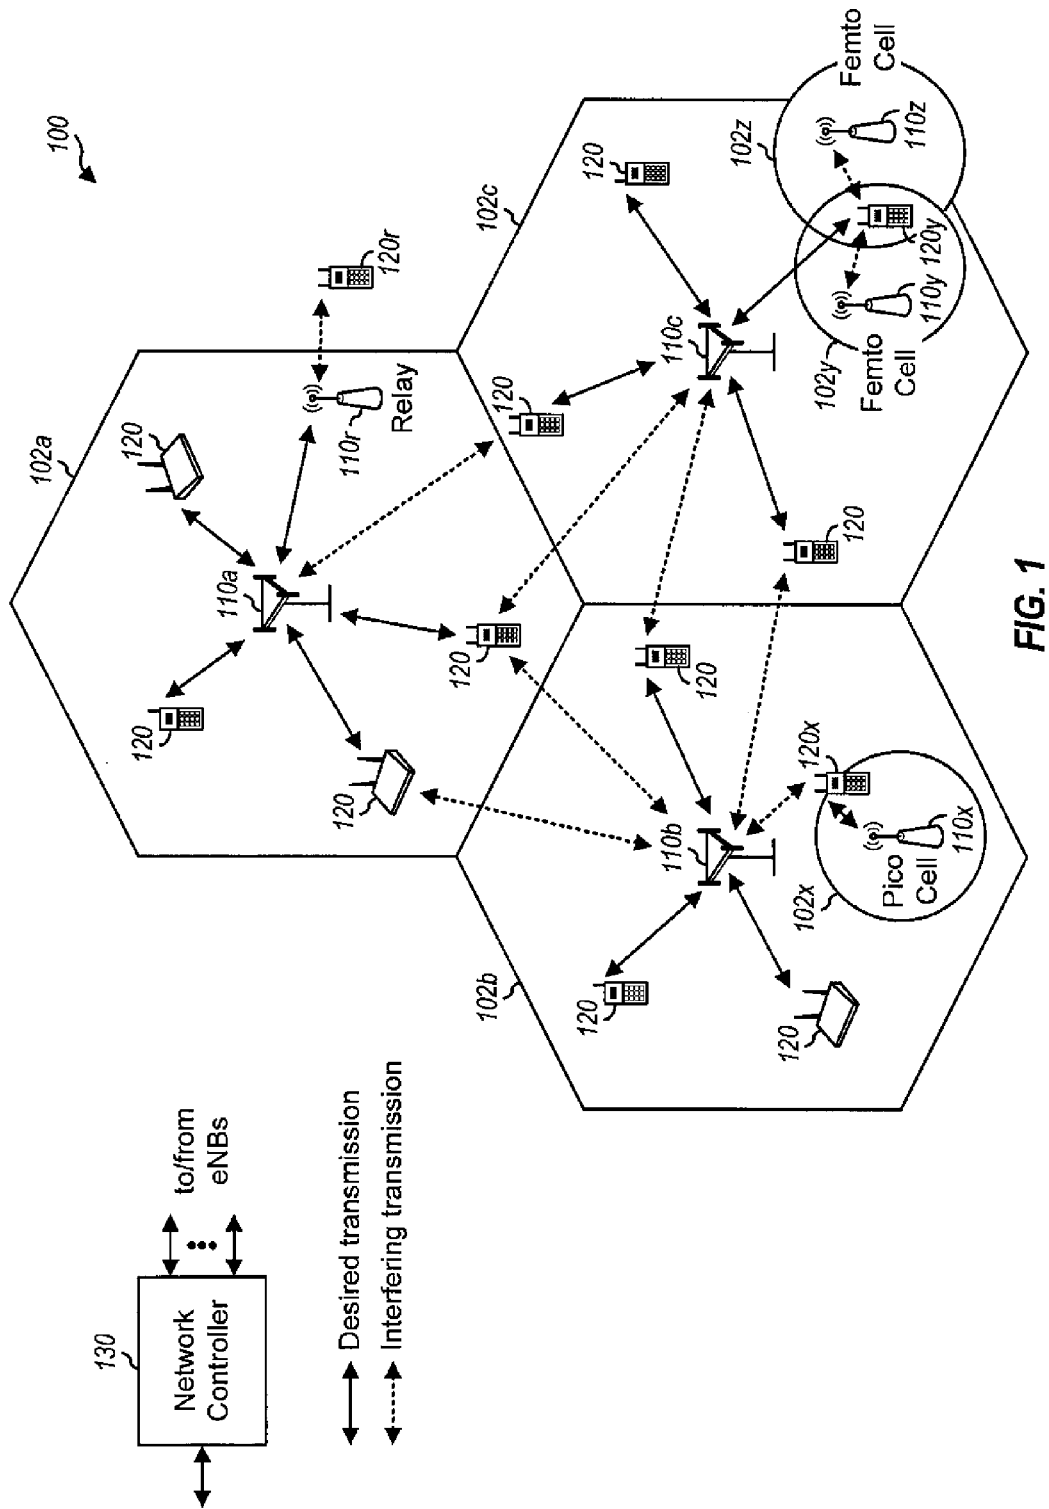 100
102a
120
120
110a
110r
Relay
120r
120
120
120
102c
120
110c
120
120
102z
Femto
Cell
110z
120y
110y
102y
Femto
Cell
102b
120
110b
120
120x
110x
Pico
Cell
102x
120
130
Network
Controller
to/from
eNBs
Desired transmission
Interfering transmission
FIG. 1